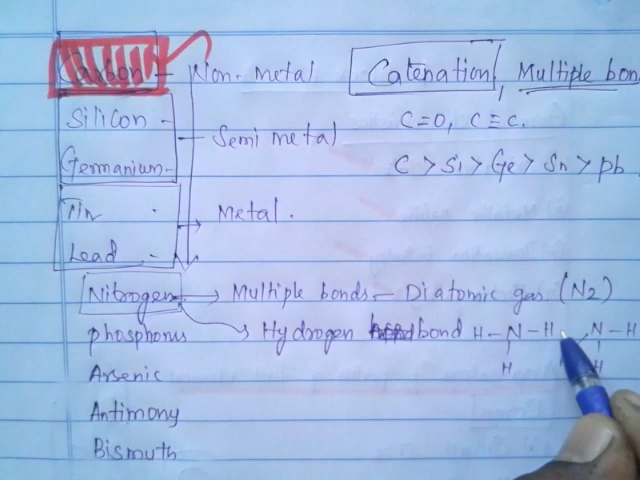 Carbon - Non-metal Catenation, Multiple bon
Silicon - C=O, C≡C.
- Semi metal
Germanium - C > Si > Ge > Sn > pb
Tin - Metal.
Lead -
Nitrogen → Multiple bonds - Diatomic gas (N2)
phosphorus → Hydrogen bond H-N-H N-H
H H
Arsenic
Antimony
Bismuth